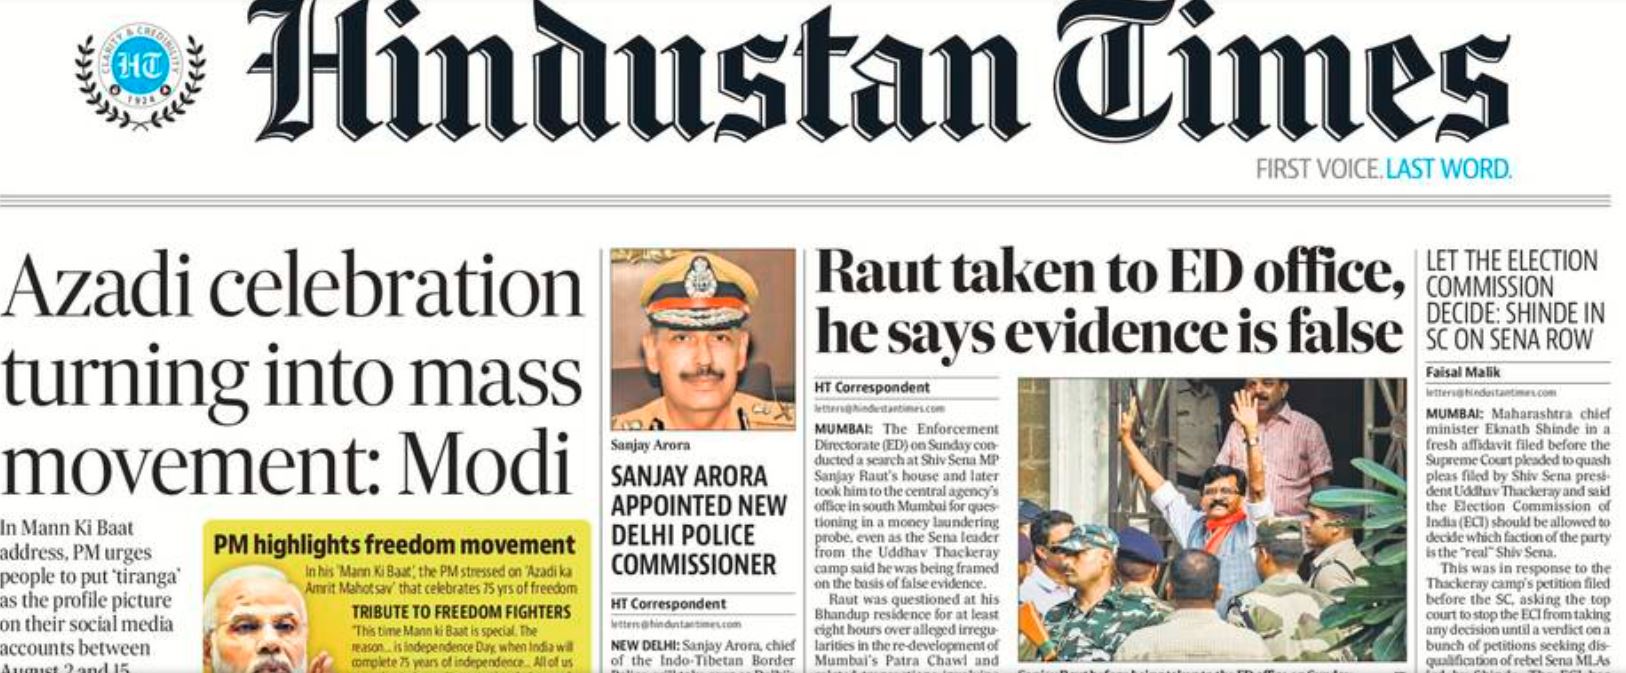 CLARITY & CREDIBILITY
HT
1924
Hindustan Times
FIRST VOICE. LAST WORD.
Azadi celebration
turning into mass
movement: Modi
In Mann Ki Baat
address, PM urges
people to put ‘tiranga’
as the profile picture
on their social media
accounts between
August 2 and 15
PM highlights freedom movement
In his ‘Mann Ki Baat’, the PM stressed on ‘Azadi ka
Amrit Mahotsav’ that celebrates 75 yrs of freedom
TRIBUTE TO FREEDOM FIGHTERS
"This time Mann ki Baat is special. The
reason... is Independence Day, when India will
complete 75 years of independence... All of us
Sanjay Arora
SANJAY ARORA
APPOINTED NEW
DELHI POLICE
COMMISSIONER
HT Correspondent
letters@hindustantimes.com
NEW DELHI: Sanjay Arora, chief
of the Indo-Tibetan Border
Raut taken to ED office,
he says evidence is false
HT Correspondent
letters@hindustantimes.com
MUMBAI: The Enforcement
Directorate (ED) on Sunday con-
ducted a search at Shiv Sena MP
Sanjay Raut's house and later
took him to the central agency's
office in south Mumbai for ques-
tioning in a money laundering
probe, even as the Sena leader
from the Uddhav Thackeray
camp said he was being framed
on the basis of false evidence.
Raut was questioned at his
Bhandup residence for at least
eight hours over alleged irregu-
larities in the re-development of
Mumbai's Patra Chawl and
LET THE ELECTION
COMMISSION
DECIDE: SHINDE IN
SC ON SENA ROW
Faisal Malik
letters@hindustantimes.com
MUMBAI: Maharashtra chief
minister Eknath Shinde in a
fresh affidavit filed before the
Supreme Court pleaded to quash
pleas filed by Shiv Sena presi-
dent Uddhav Thackeray and said
the Election Commission of
India (ECI) should be allowed to
decide which faction of the party
is the "real" Shiv Sena.
This was in response to the
Thackeray camp's petition filed
before the SC, asking the top
court to stop the ECI from taking
any decision until a verdict on a
bunch of petitions seeking dis-
qualification of rebel Sena MLAs